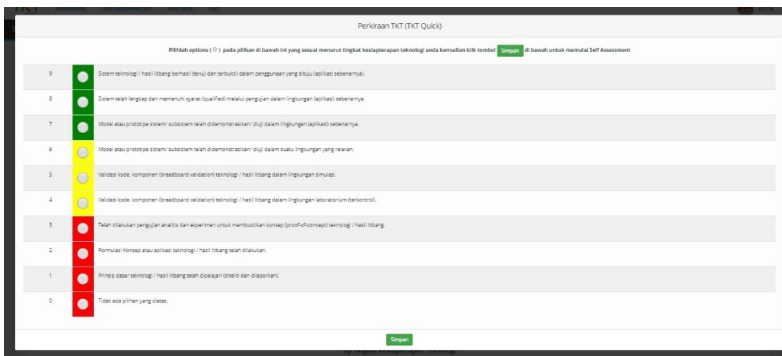 Perkiraan TKT (TKT Quick)
Pilihlah options ( ) pada pilihan di bawah ini yang sesuai menurut tingkat kesiapterapan teknologi anda kemudian klik tombol Simpan di bawah untuk memulai Self Assessment
9 Sistem teknologi / hasil litbang berhasil (teruji dan terbukti) dalam penggunaan yang dituju (aplikasi sebenarnya).
8 Sistem telah lengkap dan memenuhi syarat (qualified) melalui pengujian dalam lingkungan (aplikasi) sebenarnya.
7 Model atau prototipe sistem/ subsistem telah didemonstrasikan/ diuji dalam lingkungan (aplikasi) sebenarnya.
6 Model atau prototipe sistem/ subsistem telah didemonstrasikan/ diuji dalam suatu lingkungan yang relevan.
5 Validasi kode, komponen (breadboard validation) teknologi / hasil litbang dalam lingkungan simulasi.
4 Validasi kode, komponen (breadboard validation) teknologi / hasil litbang dalam lingkungan laboratorium (terkontrol).
3 Telah dilakukan pengujian analitis dan eksperimen untuk membuktikan konsep (proof-of-concept) teknologi / hasil litbang.
2 Formulasi Konsep atau aplikasi teknologi / hasil litbang telah dilakukan.
1 Prinsip dasar teknologi / hasil litbang telah dipelajari (diteliti dan dilaporkan).
0 Tidak ada pilihan yang diatas.
Simpan